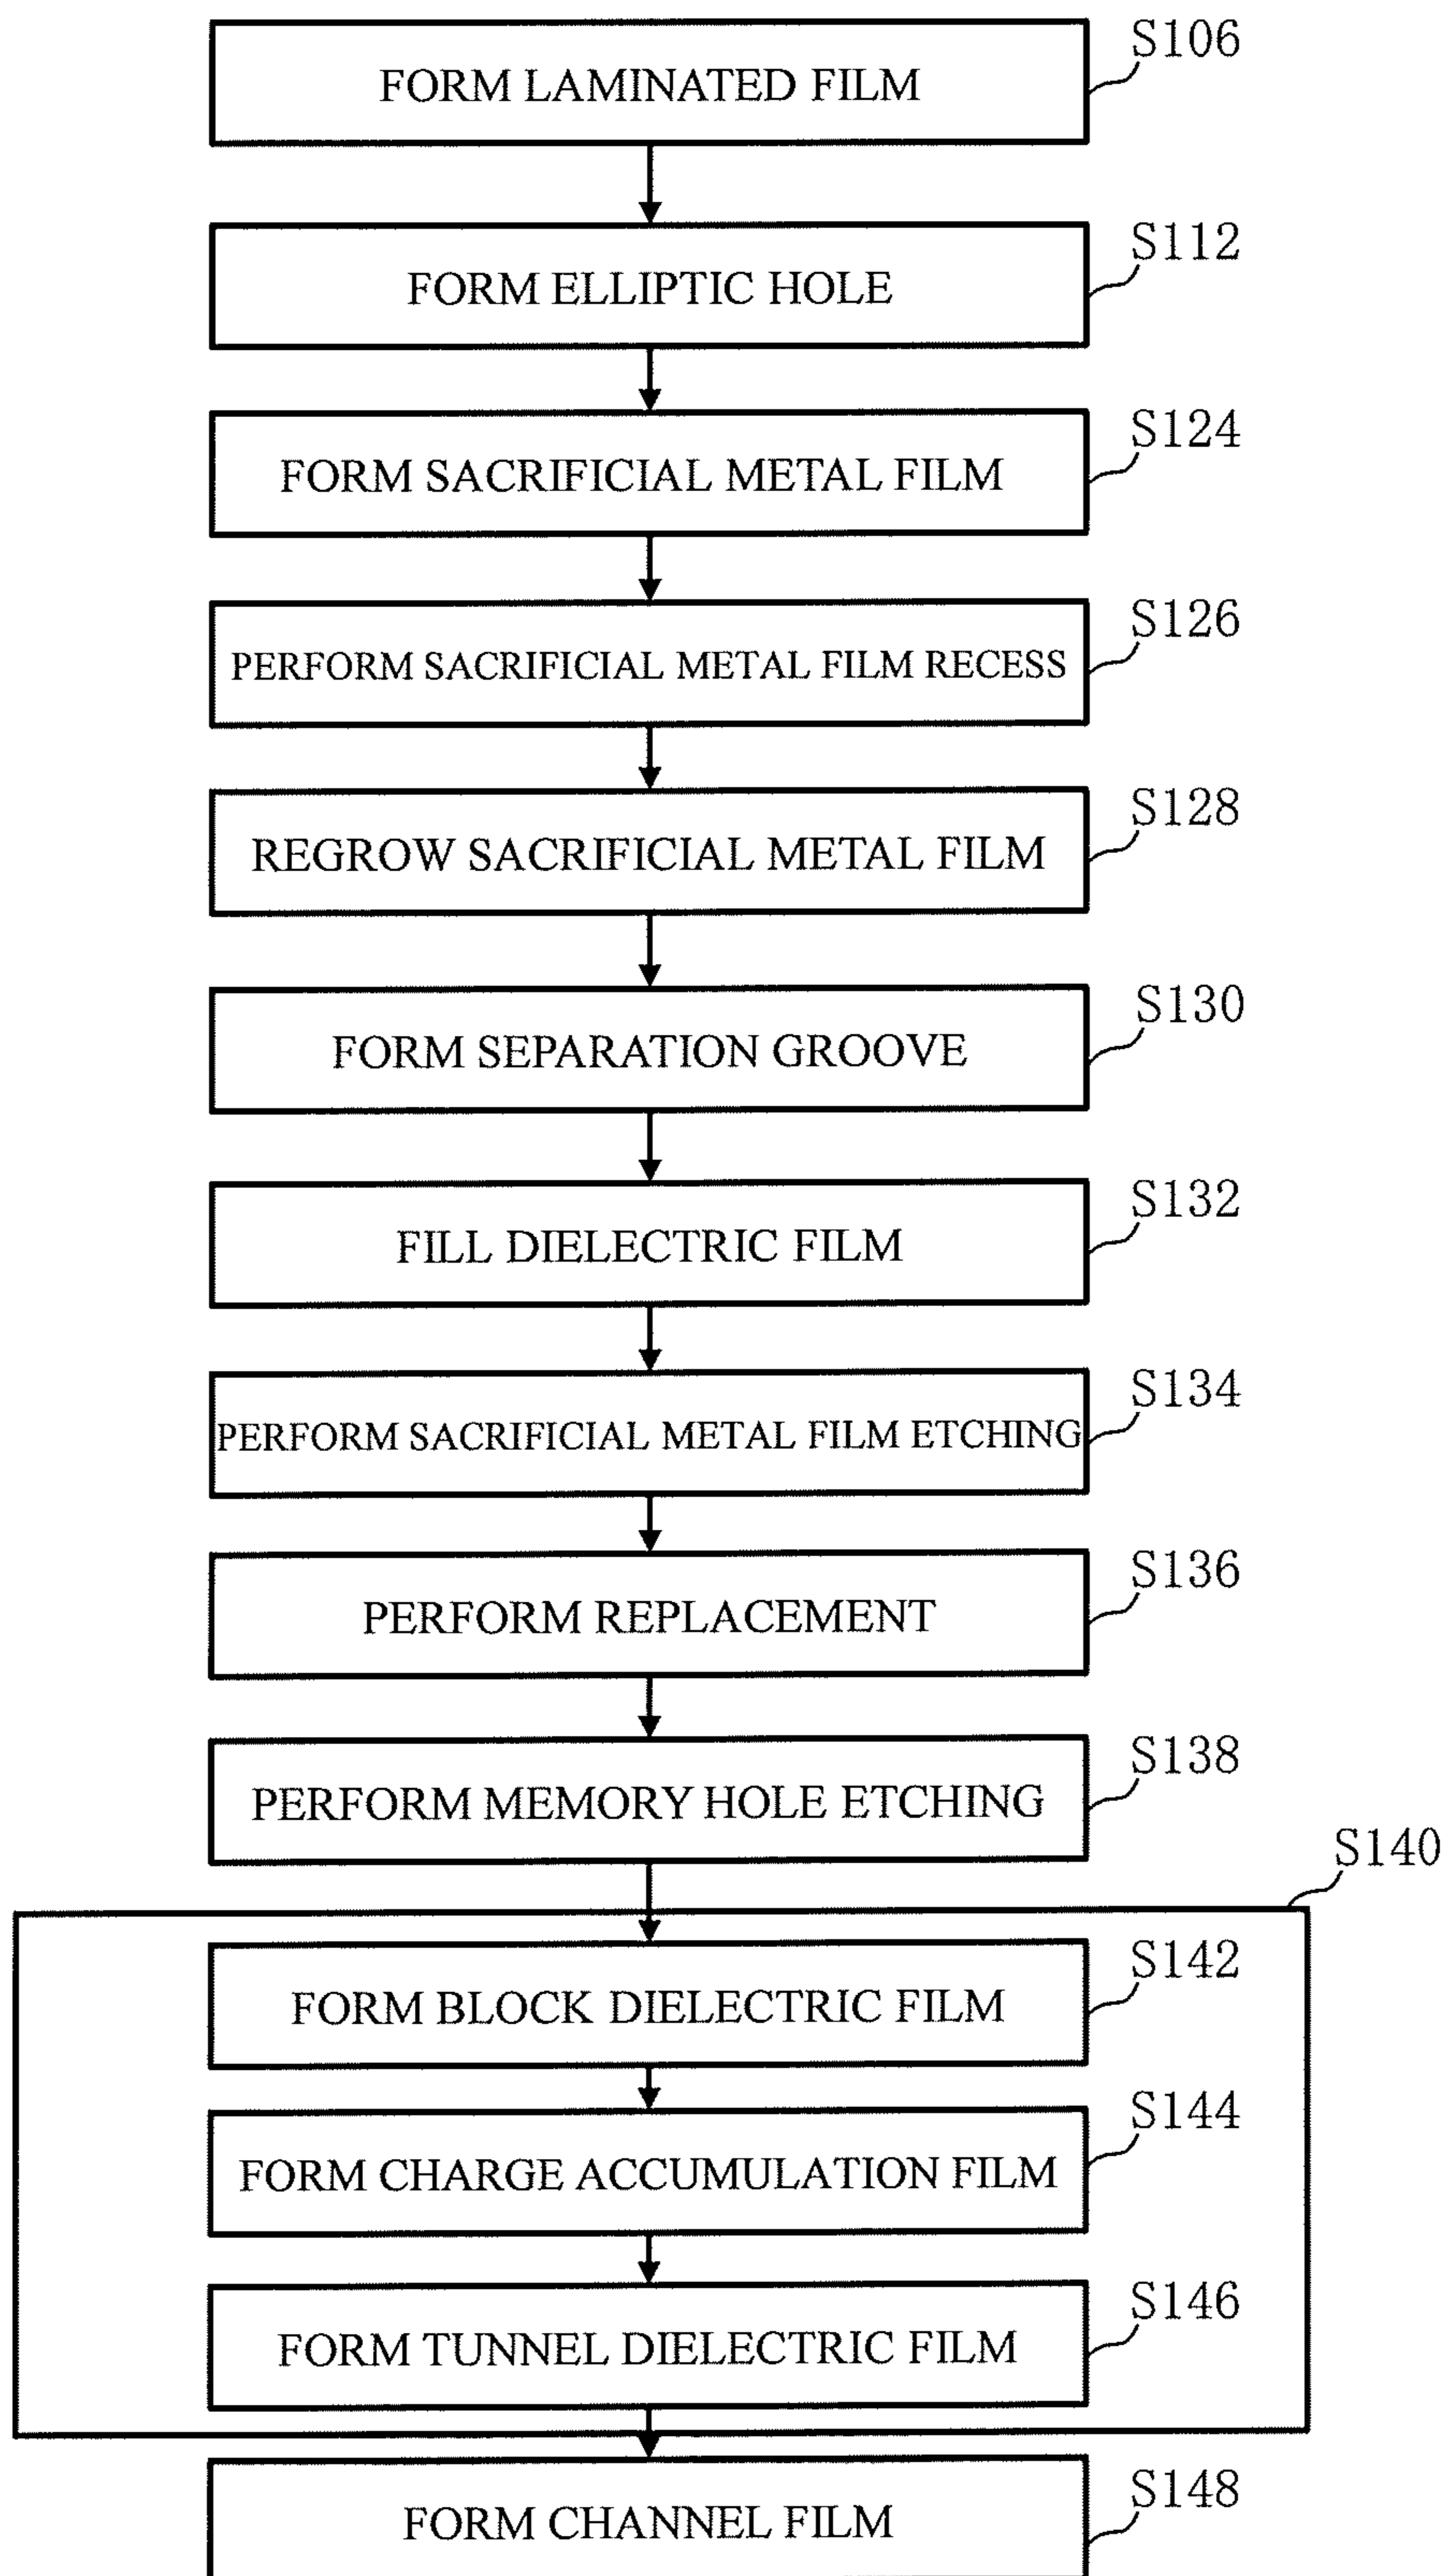 S106
FORM LAMINATED FILM
S112
FORM ELLIPTIC HOLE
S124
FORM SACRIFICIAL METAL FILM
S126
PERFORM SACRIFICIAL METAL FILM RECESS
S128
REGROW SACRIFICIAL METAL FILM
S130
FORM SEPARATION GROOVE
S132
FILL DIELECTRIC FILM
S134
PERFORM SACRIFICIAL METAL FILM ETCHING
S136
PERFORM REPLACEMENT
S138
PERFORM MEMORY HOLE ETCHING
S140
S142
FORM BLOCK DIELECTRIC FILM
S144
FORM CHARGE ACCUMULATION FILM
S146
FORM TUNNEL DIELECTRIC FILM
S148
FORM CHANNEL FILM